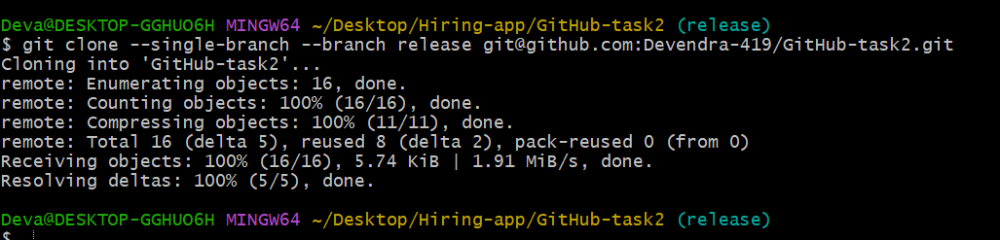 Deva@DESKTOP-GGHUO6H MINGW64 ~/Desktop/Hiring-app/GitHub-task2 (release)
$ git clone --single-branch --branch release git@github.com:Devendra-419/GitHub-task2.git
Cloning into 'GitHub-task2'...
remote: Enumerating objects: 16, done.
remote: Counting objects: 100% (16/16), done.
remote: Compressing objects: 100% (11/11), done.
remote: Total 16 (delta 5), reused 8 (delta 2), pack-reused 0 (from 0)
Receiving objects: 100% (16/16), 5.74 KiB | 1.91 MiB/s, done.
Resolving deltas: 100% (5/5), done.
Deva@DESKTOP-GGHUO6H MINGW64 ~/Desktop/Hiring-app/GitHub-task2 (release)
$